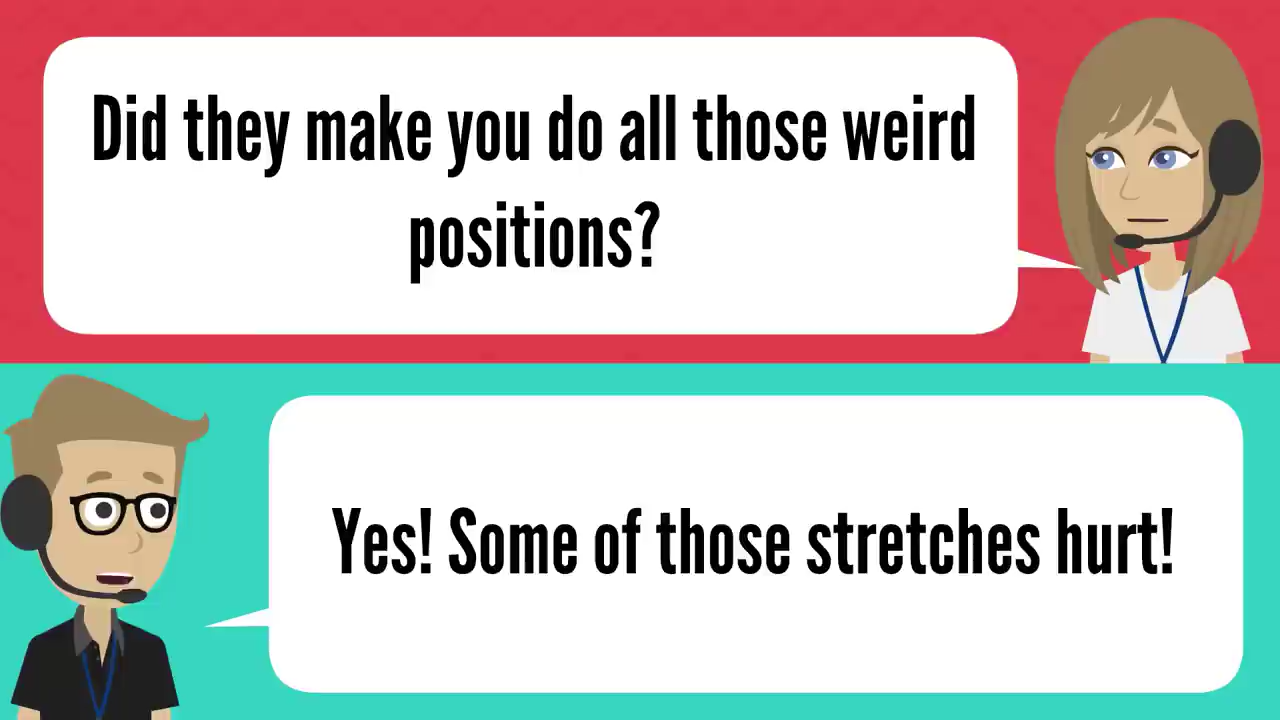 Did they make you do all those weird
positions?
Yes! Some of those stretches hurt!